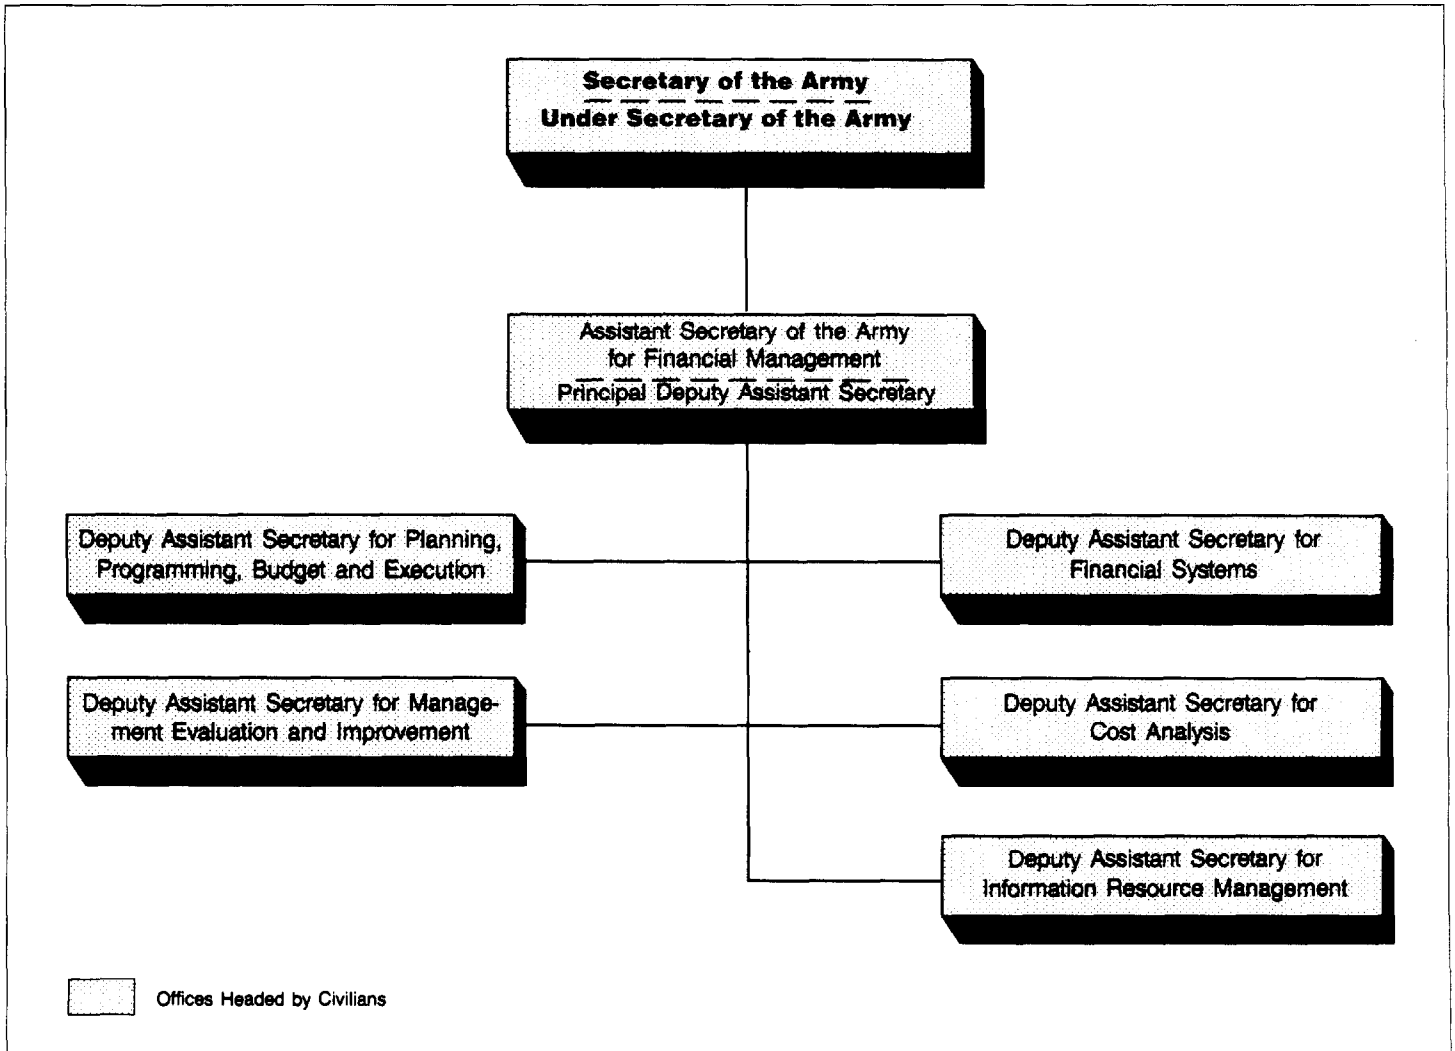 Secretary of the Army
Under Secretary of the Army
Assistant Secretary of the Army
for Financial Management
Principal Deputy Assistant Secretary
Deputy Assistant Secretary for Planning,
Programming, Budget and Execution
Deputy Assistant Secretary for
Financial Systems
Deputy Assistant Secretary for Manage-
ment Evaluation and Improvement
Deputy Assistant Secretary for
Cost Analysis
Deputy Assistant Secretary for
Information Resource Management
Offices Headed by Civilians